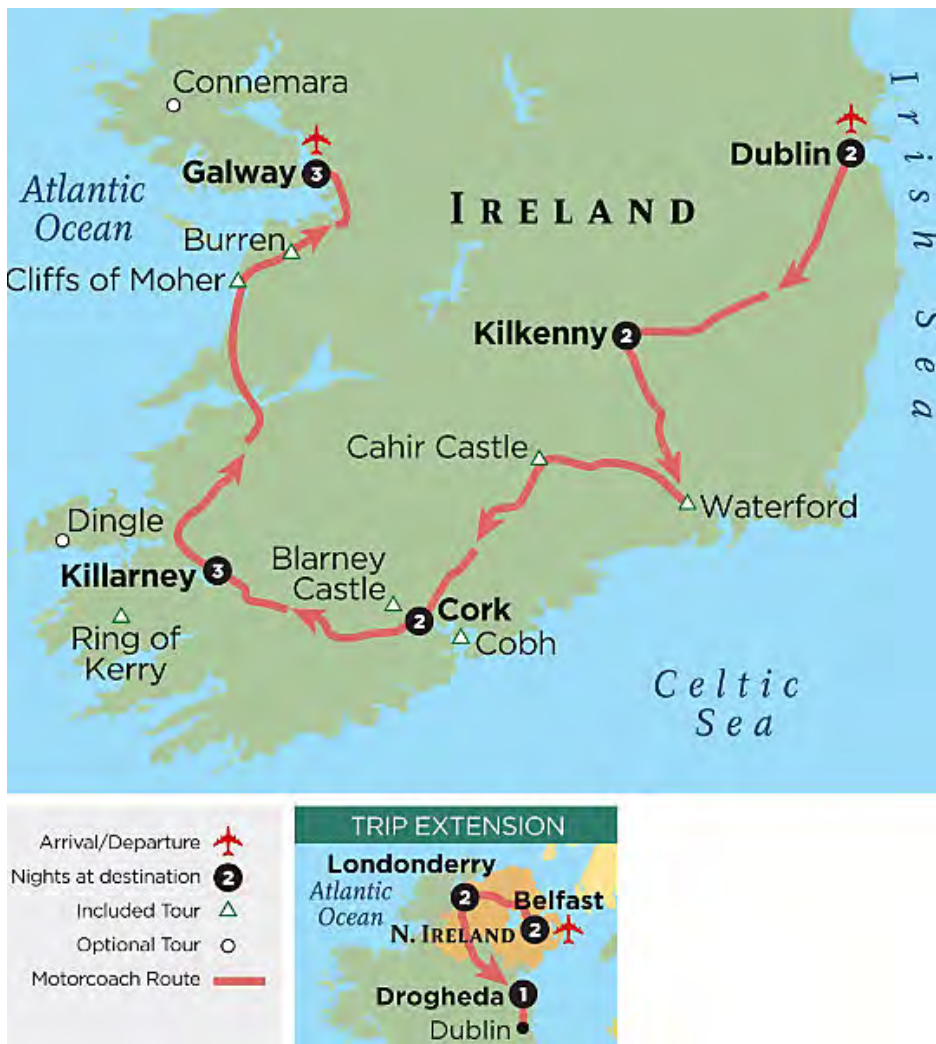 Connemara
Galway 3
Dublin 2
Irish Sea
Atlantic
Ocean
IRELAND
Burren
Cliffs of Moher
Kilkenny 2
Cahir Castle
Waterford
Dingle
Killarney 3
Blarney
Castle
2 Cork
Cobh
Ring of
Kerry
Celtic
Sea
Arrival/Departure
Nights at destination 2
Included Tour
Optional Tour
Motorcoach Route
TRIP EXTENSION
Londonderry
2
Atlantic
Ocean
Belfast
N. IRELAND 2
Drogheda 1
Dublin